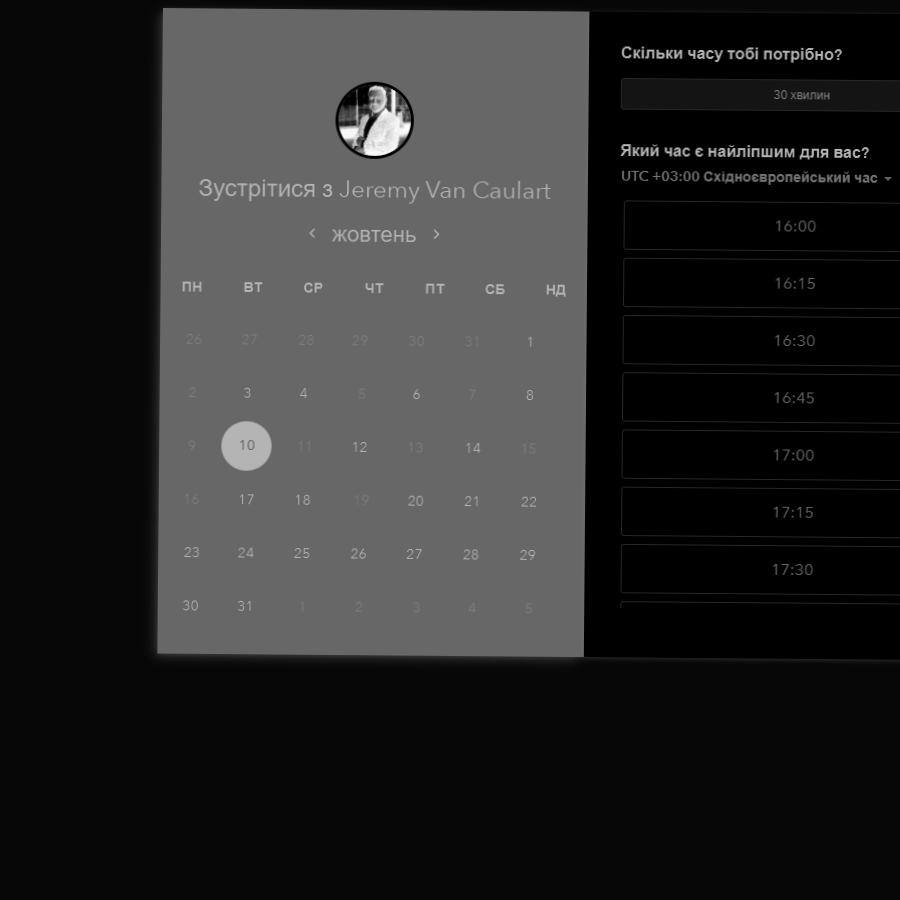 Зустрітися з Jeremy Van Caulart
жовтень
ПН ВТ СР ЧТ ПТ СБ НД
26 27 28 29 30 31 1
2 3 4 5 6 7 8
9 10 11 12 13 14 15
16 17 18 19 20 21 22
23 24 25 26 27 28 29
30 31 1 2 3 4 5
Скільки часу тобі потрібно?
30 хвилин
Який час є найліпшим для вас?
UTC +03:00 Східноєвропейський час
16:00
16:15
16:30
16:45
17:00
17:15
17:30